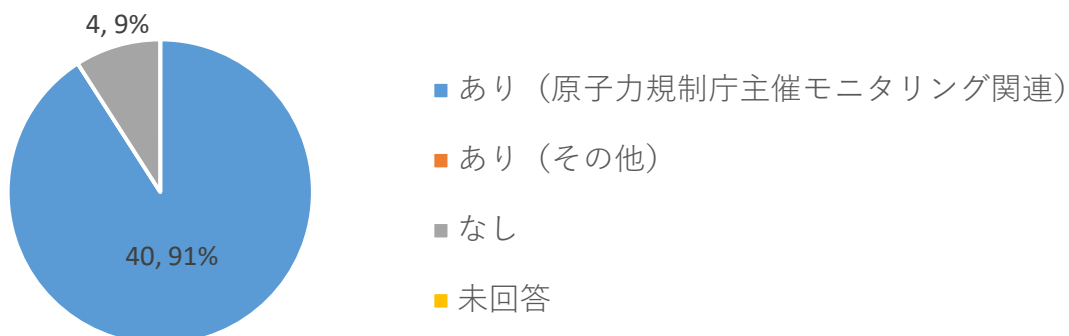 4, 9%
40, 91%
あり（原子力規制庁主催モニタリング関連）
あり（その他）
なし
未回答